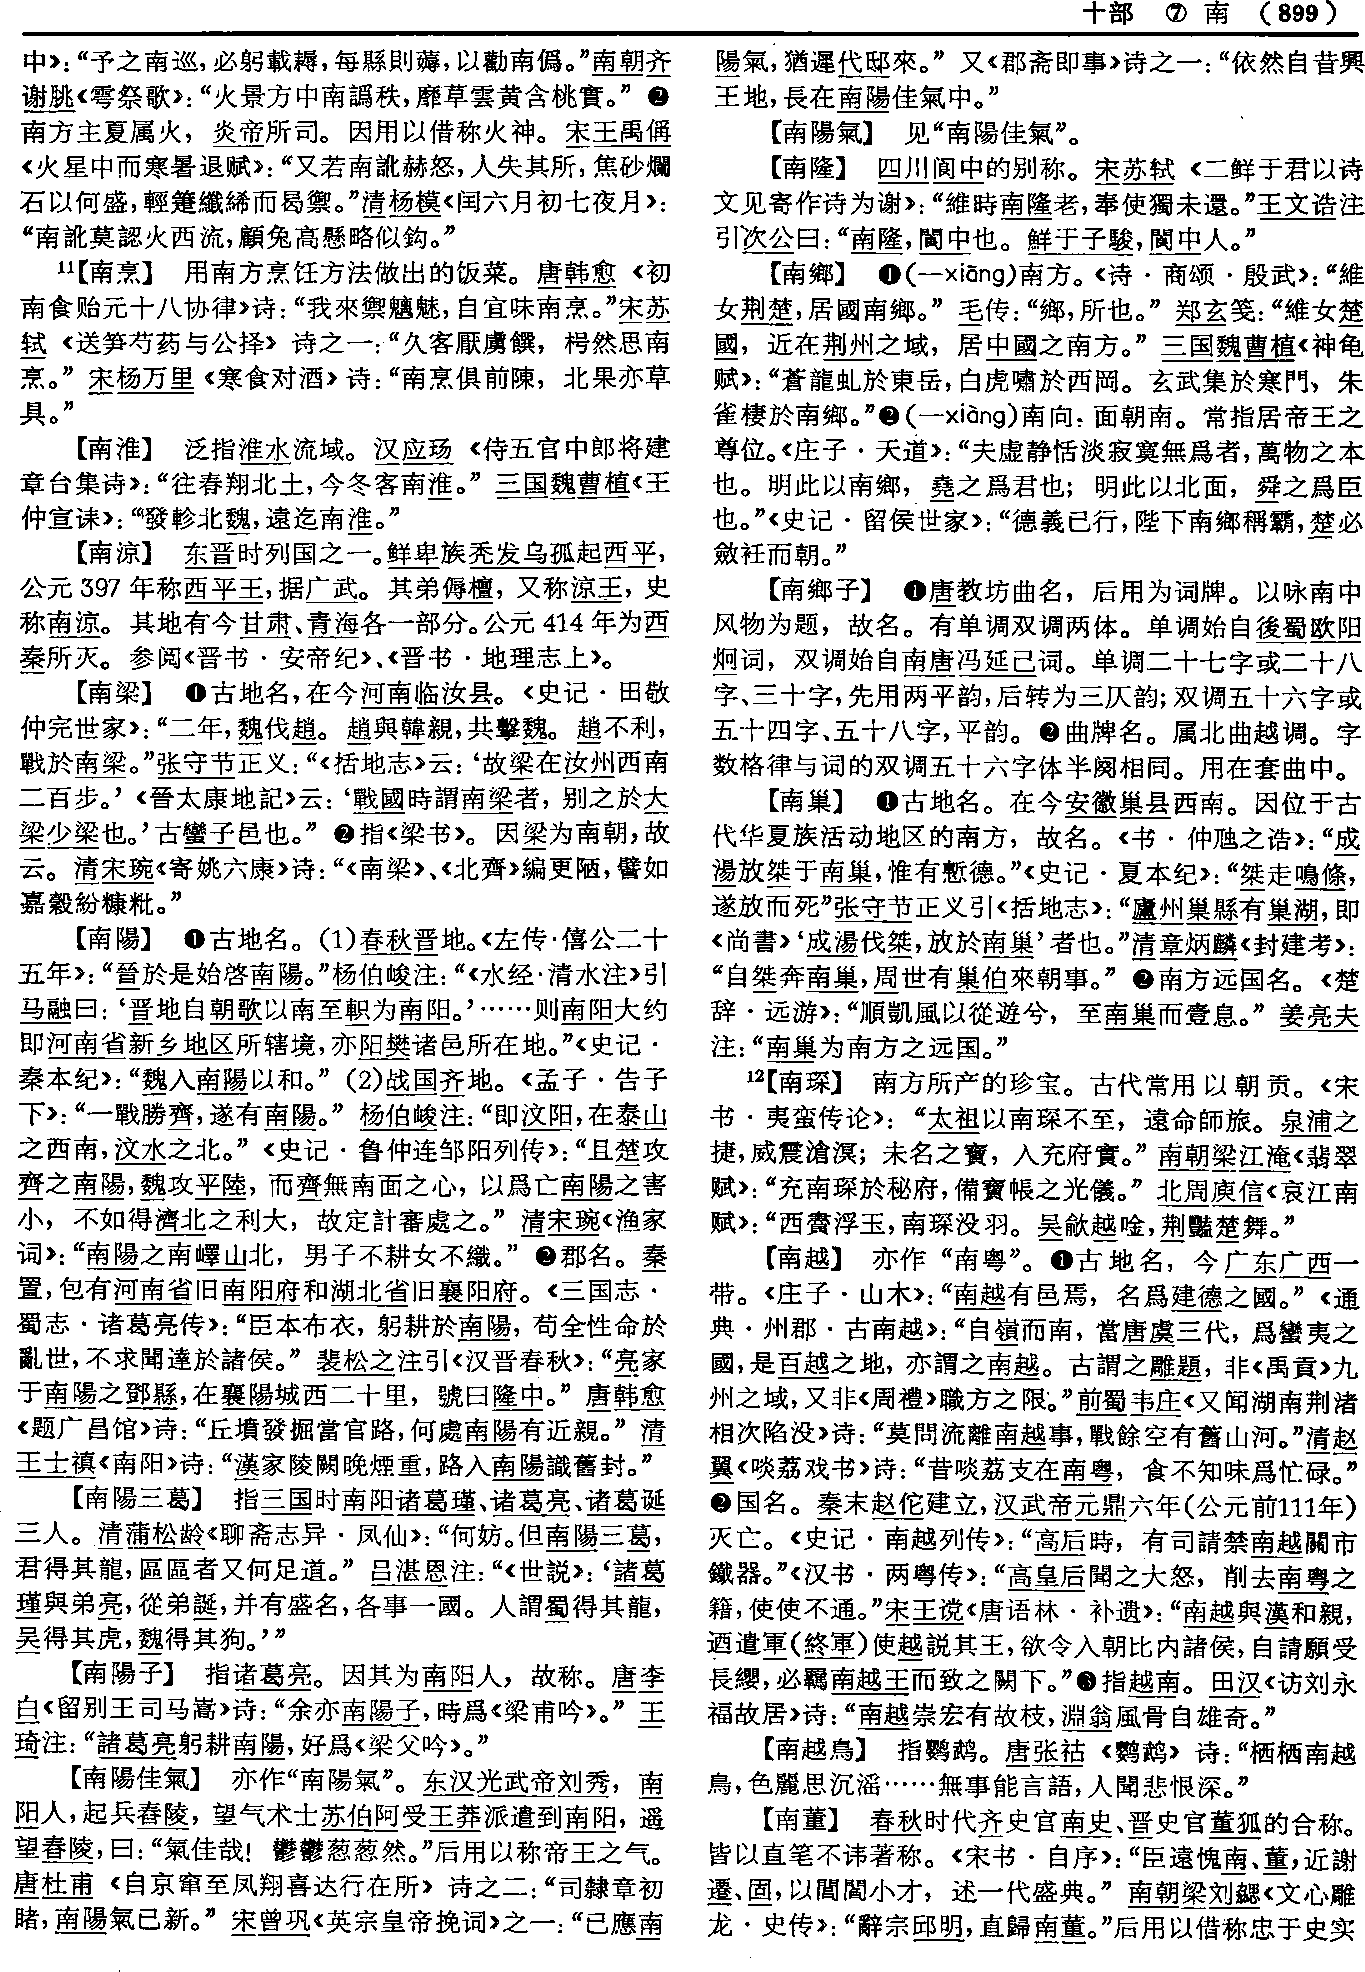 十部 ⑦ 南 （899）
中》：“予之南巡，必躬載耨，每縣則薅，以勸南僞。”南朝齐
谢朓《雩祭歌》：“火景方中南譌秩，靡草雲黄含桃實。” ❷
南方主夏属火，炎帝所司。因用以借称火神。宋王禹偁
《火星中而寒暑退赋》：“又若南訛赫怒，人失其所，焦砂爛
石以何盛，輕箑纖絺而曷禦。”清杨模《闰六月初七夜月》：
“南訛莫認火西流，顧兔高懸略似鈎。”
¹¹【南烹】 用南方烹饪方法做出的饭菜。唐韩愈《初
南食贻元十八协律》诗：“我來禦魑魅，自宜味南烹。”宋苏
轼《送笋芍药与公择》诗之一：“久客厭虜饌，枵然思南
烹。” 宋杨万里《寒食对酒》诗：“南烹俱前陳，北果亦草
具。”
【南淮】 泛指淮水流域。汉应玚《侍五官中郎将建
章台集诗》：“往春翔北土，今冬客南淮。” 三国魏曹植《王
仲宣诔》：“發軫北魏，遠迄南淮。”
【南涼】 东晋时列国之一。鲜卑族秃发乌孤起西平，
公元 397 年称西平王，据广武。其弟傉檀，又称涼王，史
称南涼。其地有今甘肃、青海各一部分。公元 414 年为西
秦所灭。参阅《晋书·安帝纪》、《晋书·地理志上》。
【南梁】 ❶古地名，在今河南临汝县。《史记·田敬
仲完世家》：“二年，魏伐趙。趙與韓親，共擊魏。趙不利，
戰於南梁。”张守节正义：“《括地志》云：‘故梁在汝州西南
二百步。’《晉太康地記》云：‘戰國時謂南梁者，别之於大
梁少梁也。’古蠻子邑也。” ❷指《梁书》。因梁为南朝，故
云。清宋琬《寄姚六康》诗：“《南梁》、《北齊》編更陋，譬如
嘉穀紛糠粃。”
【南陽】 ❶古地名。(1)春秋晋地。《左传·僖公二十
五年》：“晉於是始啓南陽。”杨伯峻注：“《水经·清水注》引
马融曰：‘晋地自朝歌以南至轵为南阳。’……则南阳大约
即河南省新乡地区所辖境，亦阳樊诸邑所在地。”《史记·
秦本纪》：“魏入南陽以和。” (2)战国齐地。《孟子·告子
下》：“一戰勝齊，遂有南陽。” 杨伯峻注：“即汶阳，在泰山
之西南，汶水之北。”《史记·鲁仲连邹阳列传》：“且楚攻
齊之南陽，魏攻平陸，而齊無南面之心，以爲亡南陽之害
小，不如得濟北之利大，故定計審處之。” 清宋琬《渔家
词》：“南陽之南嶧山北，男子不耕女不織。” ❷郡名。秦
置，包有河南省旧南阳府和湖北省旧襄阳府。《三国志·
蜀志·诸葛亮传》：“臣本布衣，躬耕於南陽，苟全性命於
亂世，不求聞達於諸侯。” 裴松之注引《汉晋春秋》：“亮家
于南陽之鄧縣，在襄陽城西二十里，號曰隆中。” 唐韩愈
《题广昌馆》诗：“丘墳發掘當官路，何處南陽有近親。” 清
王士禛《南阳》诗：“漢家陵闕晚煙重，路入南陽識舊封。”
【南陽三葛】 指三国时南阳诸葛瑾、诸葛亮、诸葛诞
三人。清蒲松龄《聊斋志异·凤仙》：“何妨。但南陽三葛，
君得其龍，區區者又何足道。” 吕湛恩注：“《世説》：‘諸葛
瑾與弟亮，從弟誕，并有盛名，各事一國。人謂蜀得其龍，
吴得其虎，魏得其狗。’”
【南陽子】 指诸葛亮。因其为南阳人，故称。唐李
白《留别王司马嵩》诗：“余亦南陽子，時爲《梁甫吟》。” 王
琦注：“諸葛亮躬耕南陽，好爲《梁父吟》。”
【南陽佳氣】 亦作“南陽氣”。东汉光武帝刘秀，南
阳人，起兵舂陵，望气术士苏伯阿受王莽派遣到南阳，遥
望舂陵，曰：“氣佳哉！鬱鬱葱葱然。”后用以称帝王之气。
唐杜甫《自京窜至凤翔喜达行在所》诗之二：“司隸章初
睹，南陽氣已新。” 宋曾巩《英宗皇帝挽词》之一：“已應南
陽氣，猶遲代邸來。” 又《郡斋即事》诗之一：“依然自昔興
王地，長在南陽佳氣中。”
【南陽氣】 见“南陽佳氣”。
【南隆】 四川阆中的别称。宋苏轼《二鲜于君以诗
文见寄作诗为谢》：“維時南隆老，奉使獨未還。”王文诰注
引次公曰：“南隆，閬中也。鮮于子駿，閬中人。”
【南鄉】 ❶(一xiāng)南方。《诗·商颂·殷武》：“維
女荆楚，居國南鄉。” 毛传：“鄉，所也。” 郑玄笺：“維女楚
國，近在荆州之域，居中國之南方。” 三国魏曹植《神龟
赋》：“蒼龍虬於東岳，白虎嘯於西岡。玄武集於寒門，朱
雀棲於南鄉。”❷(一xiàng)南向；面朝南。常指居帝王之
尊位。《庄子·天道》：“夫虚静恬淡寂寞無爲者，萬物之本
也。明此以南鄉，堯之爲君也；明此以北面，舜之爲臣
也。”《史记·留侯世家》：“德義已行，陛下南鄉稱霸，楚必
斂衽而朝。”
【南鄉子】 ❶唐教坊曲名，后用为词牌。以咏南中
风物为题，故名。有单调双调两体。单调始自後蜀欧阳
炯词，双调始自南唐冯延己词。单调二十七字或二十八
字、三十字，先用两平韵，后转为三仄韵；双调五十六字或
五十四字、五十八字，平韵。❷曲牌名。属北曲越调。字
数格律与词的双调五十六字体半阕相同。用在套曲中。
【南巢】 ❶古地名。在今安徽巢县西南。因位于古
代华夏族活动地区的南方，故名。《书·仲虺之诰》：“成
湯放桀于南巢，惟有慙德。”《史记·夏本纪》：“桀走鳴條，
遂放而死”张守节正义引《括地志》：“廬州巢縣有巢湖，即
《尚書》‘成湯伐桀，放於南巢’者也。”清章炳麟《封建考》：
“自桀奔南巢，周世有巢伯來朝事。” ❷南方远国名。《楚
辞·远游》：“順凱風以從遊兮，至南巢而壹息。” 姜亮夫
注：“南巢为南方之远国。”
¹²【南琛】 南方所产的珍宝。古代常用以朝贡。《宋
书·夷蛮传论》：“太祖以南琛不至，遠命師旅。泉浦之
捷，威震滄溟；未名之寶，入充府實。” 南朝梁江淹《翡翠
赋》：“充南琛於秘府，備寶帳之光儀。” 北周庾信《哀江南
赋》：“西賮浮玉，南琛没羽。吴歈越唫，荆豔楚舞。”
【南越】 亦作“南粤”。❶古地名，今广东广西一
带。《庄子·山木》：“南越有邑焉，名爲建德之國。”《通
典·州郡·古南越》：“自嶺而南，當唐虞三代，爲蠻夷之
國，是百越之地，亦謂之南越。古謂之雕題，非《禹貢》九
州之域，又非《周禮》職方之限。”前蜀韦庄《又闻湖南荆渚
相次陷没》诗：“莫問流離南越事，戰餘空有舊山河。”清赵
翼《啖荔戏书》诗：“昔啖荔支在南粤，食不知味爲忙碌。”
❷国名。秦末赵佗建立，汉武帝元鼎六年(公元前111年)
灭亡。《史记·南越列传》：“高后時，有司請禁南越關市
鐵器。”《汉书·两粤传》：“高皇后聞之大怒，削去南粤之
籍，使使不通。”宋王谠《唐语林·补遗》：“南越與漢和親，
迺遣軍(終軍)使越説其王，欲令入朝比内諸侯，自請願受
長纓，必羈南越王而致之闕下。”❸指越南。田汉《访刘永
福故居》诗：“南越崇宏有故枝，淵翁風骨自雄奇。”
【南越鳥】 指鹦鹉。唐张祜《鹦鹉》诗：“栖栖南越
鳥，色麗思沉滛……無事能言語，人聞悲恨深。”
【南董】 春秋时代齐史官南史、晋史官董狐的合称。
皆以直笔不讳著称。《宋书·自序》：“臣遠愧南、董，近謝
遷、固，以閭閻小才，述一代盛典。” 南朝梁刘勰《文心雕
龙·史传》：“辭宗邱明，直歸南董。”后用以借称忠于史实